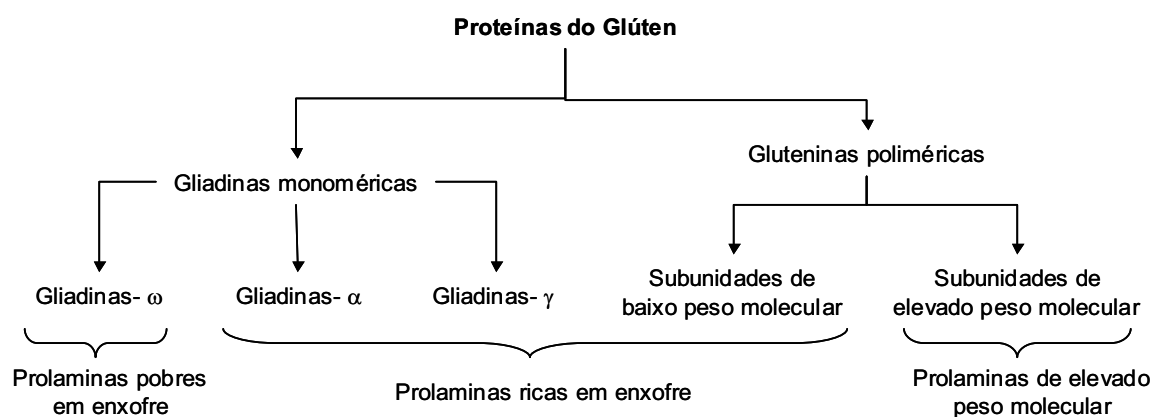 Proteínas do Glúten
Gluteninas poliméricas
Gliadinas monoméricas
Gliadinas- ω
Gliadinas- α
Gliadinas- γ
Subunidades de
baixo peso molecular
Subunidades de
elevado peso molecular
Prolaminas pobres
em enxofre
Prolaminas ricas em enxofre
Prolaminas de elevado
peso molecular